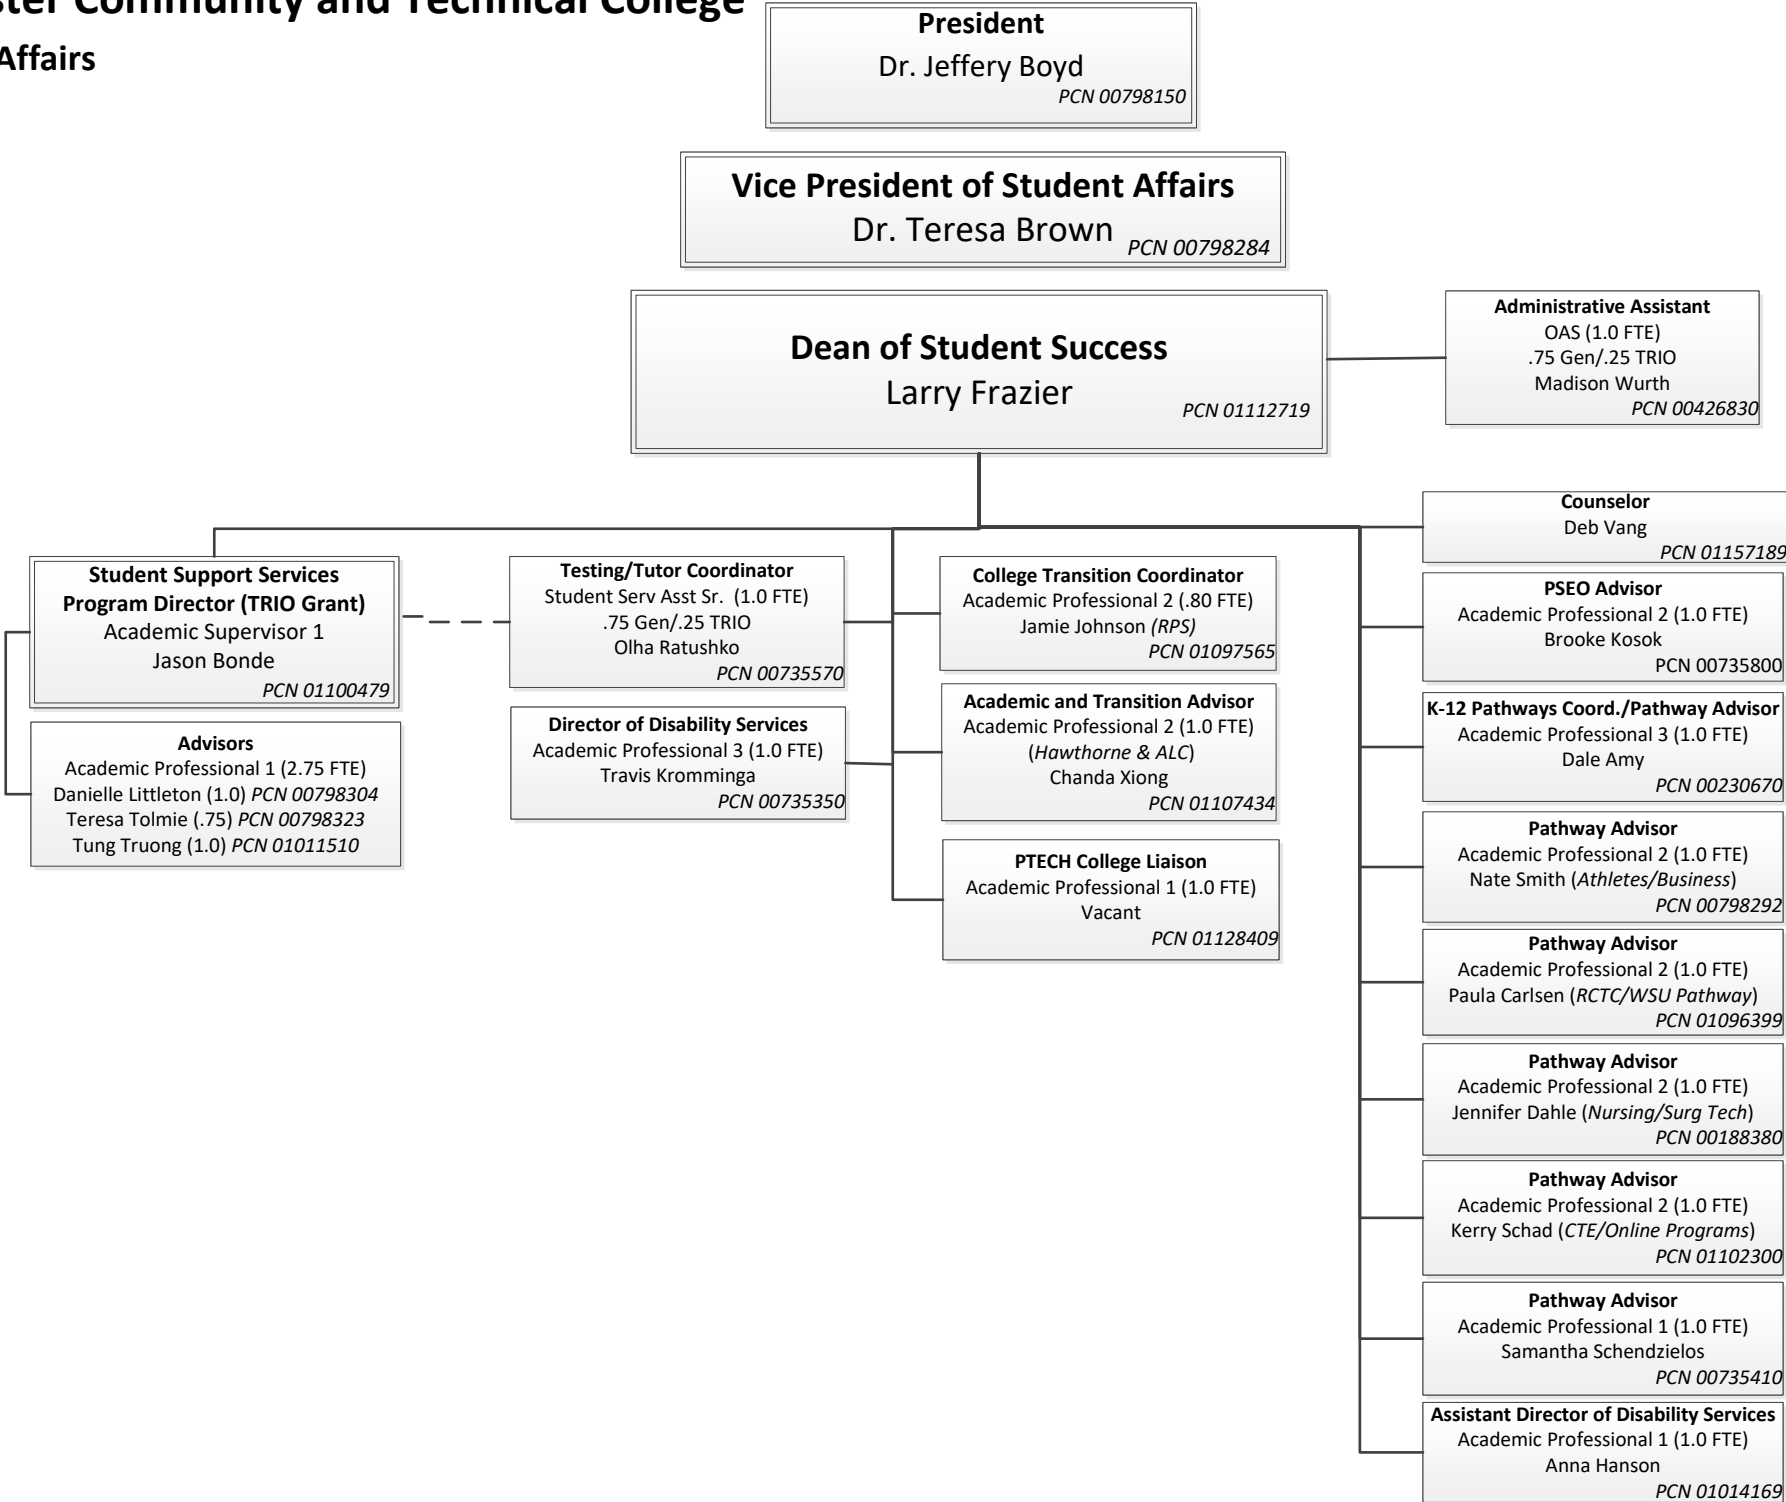 Community and Technical College
Affairs
President
Dr. Jeffery Boyd
PCN 00798150
Vice President of Student Affairs
Dr. Teresa Brown PCN 00798284
Dean of Student Success
Larry Frazier
PCN 01112719
Administrative Assistant
OAS (1.0 FTE)
.75 Gen/.25 TRIO
Madison Wurth
PCN 00426830
Student Support Services
Program Director (TRIO Grant)
Academic Supervisor 1
Jason Bonde
PCN 01100479
Advisors
Academic Professional 1 (2.75 FTE)
Danielle Littleton (1.0) PCN 00798304
Teresa Tolmie (.75) PCN 00798323
Tung Truong (1.0) PCN 01011510
Testing/Tutor Coordinator
Student Serv Asst Sr. (1.0 FTE)
.75 Gen/.25 TRIO
Olha Ratushko
PCN 00735570
Director of Disability Services
Academic Professional 3 (1.0 FTE)
Travis Kromminga
PCN 00735350
College Transition Coordinator
Academic Professional 2 (.80 FTE)
Jamie Johnson (RPS)
PCN 01097565
Academic and Transition Advisor
Academic Professional 2 (1.0 FTE)
(Hawthorne & ALC)
Chanda Xiong
PCN 01107434
PTECH College Liaison
Academic Professional 1 (1.0 FTE)
Vacant
PCN 01128409
Counselor
Deb Vang
PCN 01157189
PSEO Advisor
Academic Professional 2 (1.0 FTE)
Brooke Kosok
PCN 00735800
K-12 Pathways Coord./Pathway Advisor
Academic Professional 3 (1.0 FTE)
Dale Amy
PCN 00230670
Pathway Advisor
Academic Professional 2 (1.0 FTE)
Nate Smith (Athletes/Business)
PCN 00798292
Pathway Advisor
Academic Professional 2 (1.0 FTE)
Paula Carlsen (RCTC/WSU Pathway)
PCN 01096399
Pathway Advisor
Academic Professional 2 (1.0 FTE)
Jennifer Dahle (Nursing/Surg Tech)
PCN 00188380
Pathway Advisor
Academic Professional 2 (1.0 FTE)
Kerry Schad (CTE/Online Programs)
PCN 01102300
Pathway Advisor
Academic Professional 1 (1.0 FTE)
Samantha Schendzielos
PCN 00735410
Assistant Director of Disability Services
Academic Professional 1 (1.0 FTE)
Anna Hanson
PCN 01014169